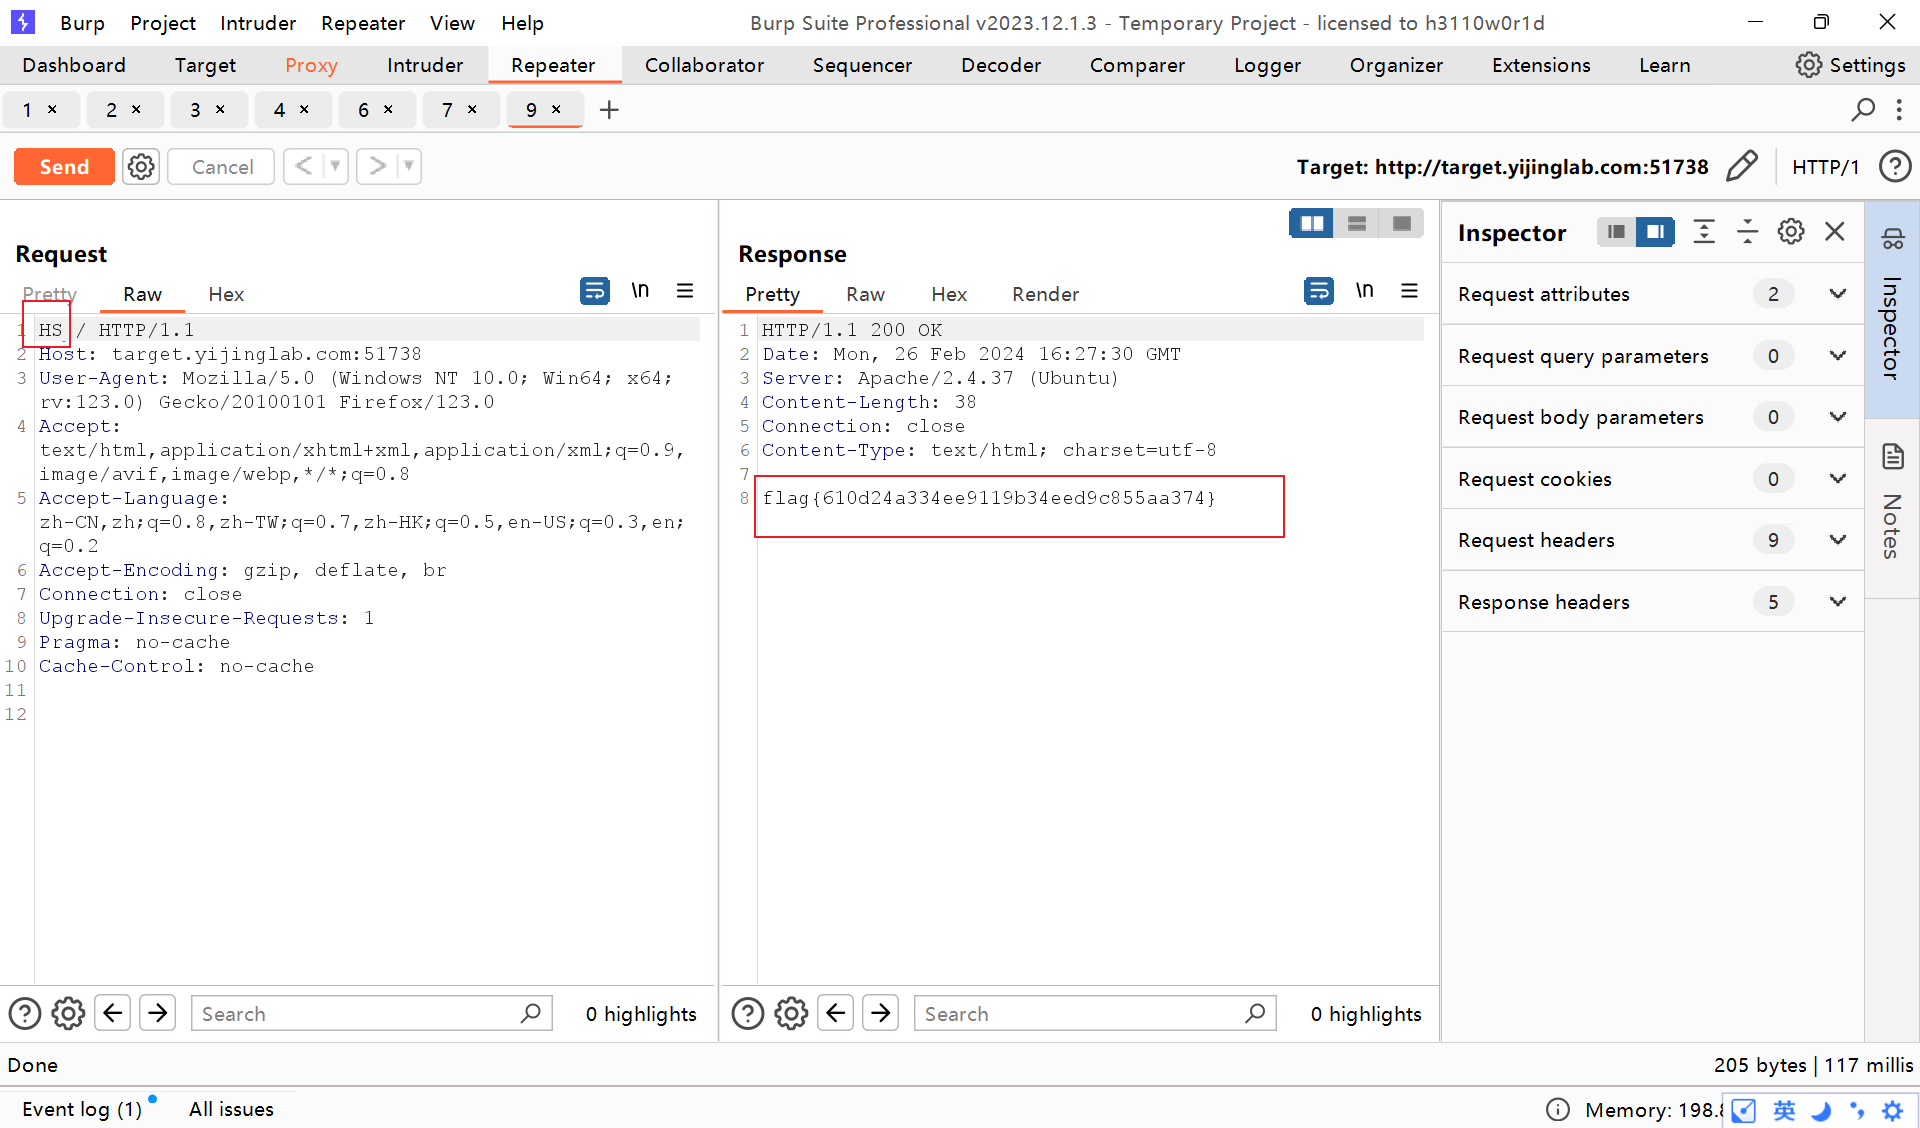 Burp Project Intruder Repeater View Help Burp Suite Professional v2023.12.1.3 - Temporary Project - licensed to h3110w0r1d
Dashboard Target Proxy Intruder Repeater Collaborator Sequencer Decoder Comparer Logger Organizer Extensions Learn Settings
1 × 2 × 3 × 4 × 6 × 7 × 9 × +
Send Cancel < > Target: http://target.yijinglab.com:51738 HTTP/1
Request
Pretty Raw Hex \n
1 HS / HTTP/1.1
2 Host: target.yijinglab.com:51738
3 User-Agent: Mozilla/5.0 (Windows NT 10.0; Win64; x64;
rv:123.0) Gecko/20100101 Firefox/123.0
4 Accept:
text/html,application/xhtml+xml,application/xml;q=0.9,
image/avif,image/webp,*/*;q=0.8
5 Accept-Language:
zh-CN,zh;q=0.8,zh-TW;q=0.7,zh-HK;q=0.5,en-US;q=0.3,en;
q=0.2
6 Accept-Encoding: gzip, deflate, br
7 Connection: close
8 Upgrade-Insecure-Requests: 1
9 Pragma: no-cache
10 Cache-Control: no-cache
11
12
Search 0 highlights
Response
Pretty Raw Hex Render \n
1 HTTP/1.1 200 OK
2 Date: Mon, 26 Feb 2024 16:27:30 GMT
3 Server: Apache/2.4.37 (Ubuntu)
4 Content-Length: 38
5 Connection: close
6 Content-Type: text/html; charset=utf-8
7
8 flag{610d24a334ee9119b34eed9c855aa374}
Search 0 highlights
Inspector
Request attributes 2
Request query parameters 0
Request body parameters 0
Request cookies 0
Request headers 9
Response headers 5
Inspector
Notes
Done 205 bytes | 117 millis
Event log (1) All issues Memory: 198.8 英